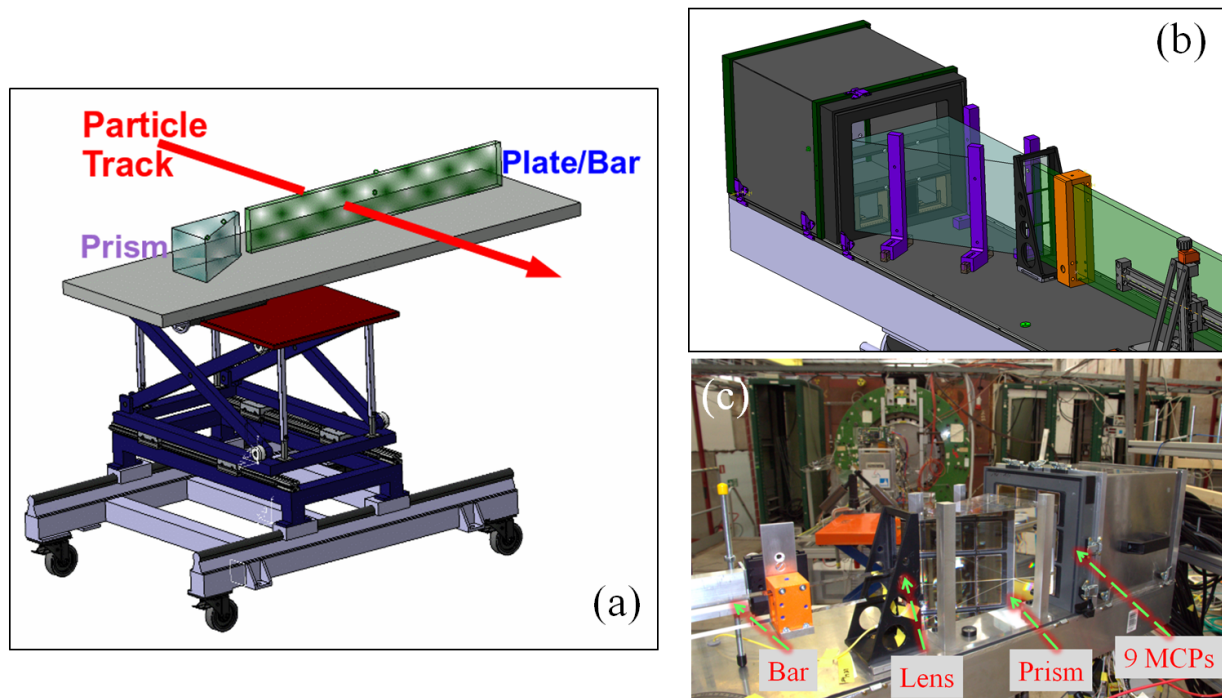 Particle
Track
Plate/Bar
Prism
(a)
(b)
(c)
Bar
Lens
Prism
9 MCPs